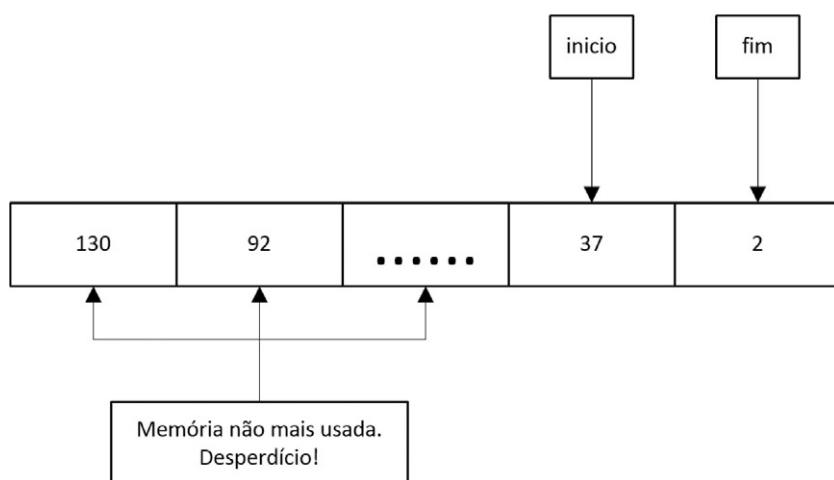 inicio
fim
130
92
......
37
2
Memória não mais usada.
Desperdício!